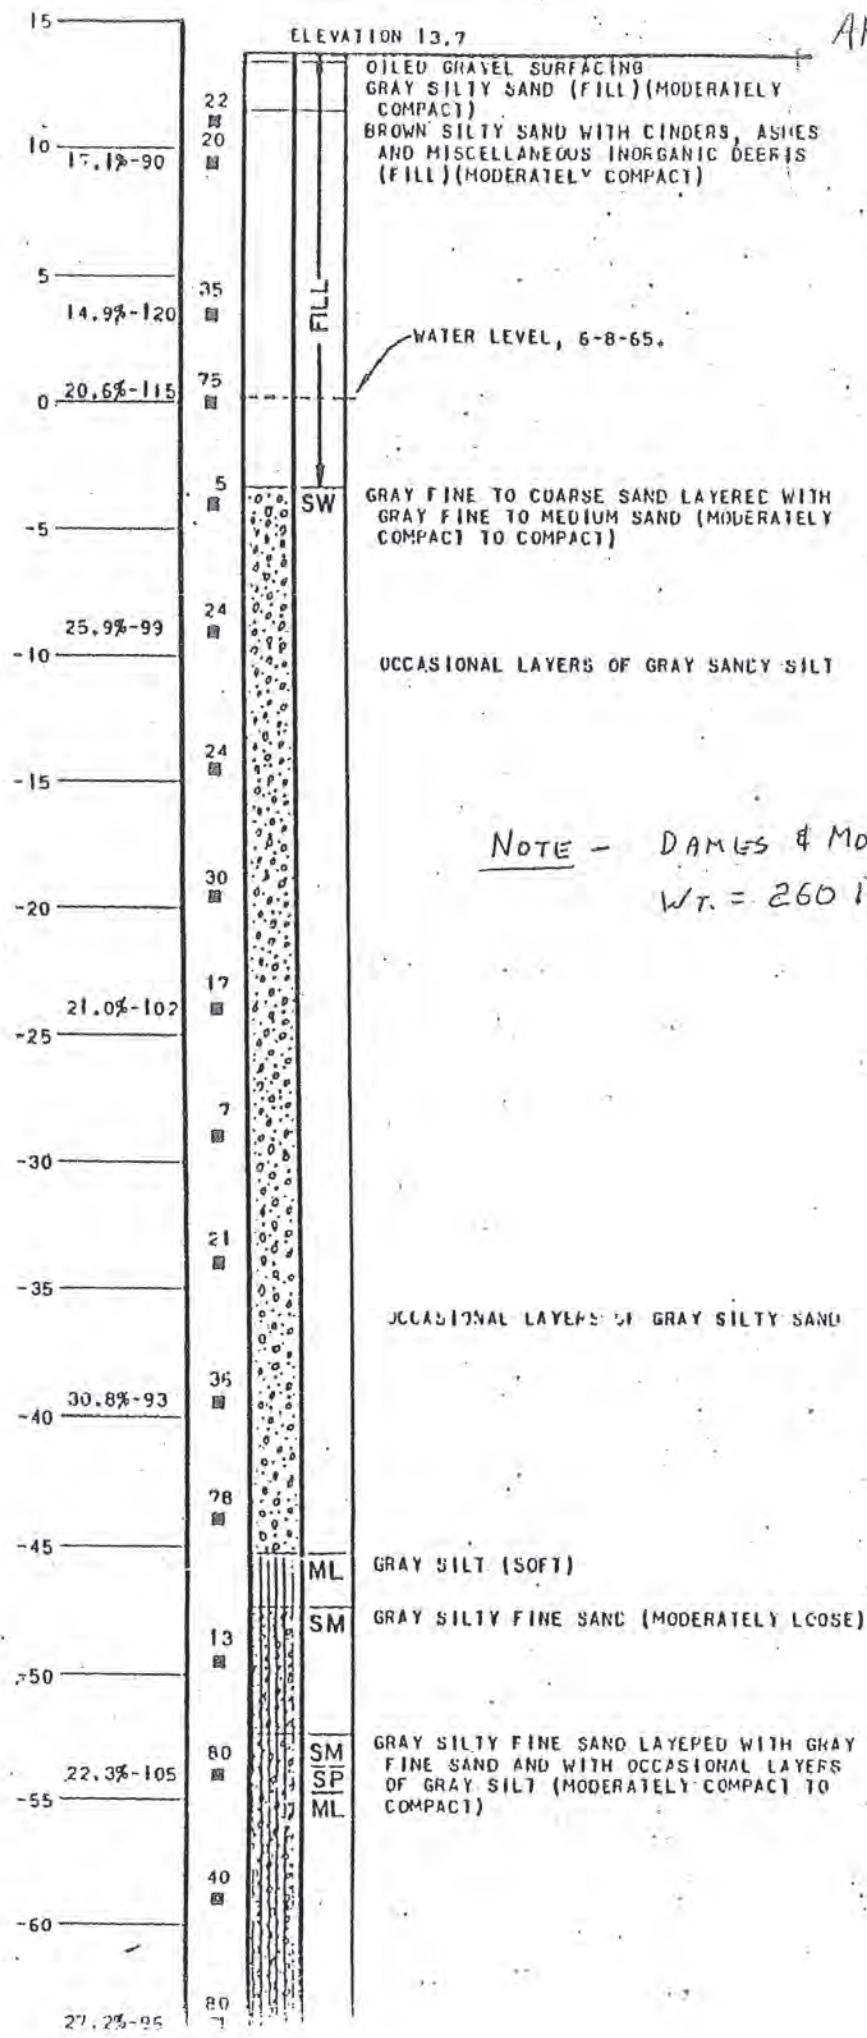 15
ELEVATION 13.7
OILED GRAVEL SURFACING
GRAY SILTY SAND (FILL)(MODERATELY
COMPACT)
22
20
BROWN SILTY SAND WITH CINDERS, ASHES
AND MISCELLANEOUS INORGANIC DEBRIS
(FILL)(MODERATELY COMPACT)
10
17.1%-90
5
35
14.9%-120
FILL
WATER LEVEL, 6-8-65.
75
20.6%-115
0
5
SW
GRAY FINE TO COARSE SAND LAYERED WITH
GRAY FINE TO MEDIUM SAND (MODERATELY
COMPACT TO COMPACT)
-5
24
25.9%-99
-10
OCCASIONAL LAYERS OF GRAY SANDY SILT
24
-15
NOTE - DAMES & MO
WT. = 260
30
-20
17
21.0%-102
-25
7
-30
21
-35
OCCASIONAL LAYERS OF GRAY SILTY SAND
36
30.8%-93
-40
78
-45
ML
GRAY SILT (SOFT)
SM
GRAY SILTY FINE SAND (MODERATELY LOOSE)
13
-50
80
SM
SP
ML
GRAY SILTY FINE SAND LAYERED WITH GRAY
FINE SAND AND WITH OCCASIONAL LAYERS
OF GRAY SILT (MODERATELY COMPACT TO
COMPACT)
22.3%-105
-55
40
-60
80
27.2%-95